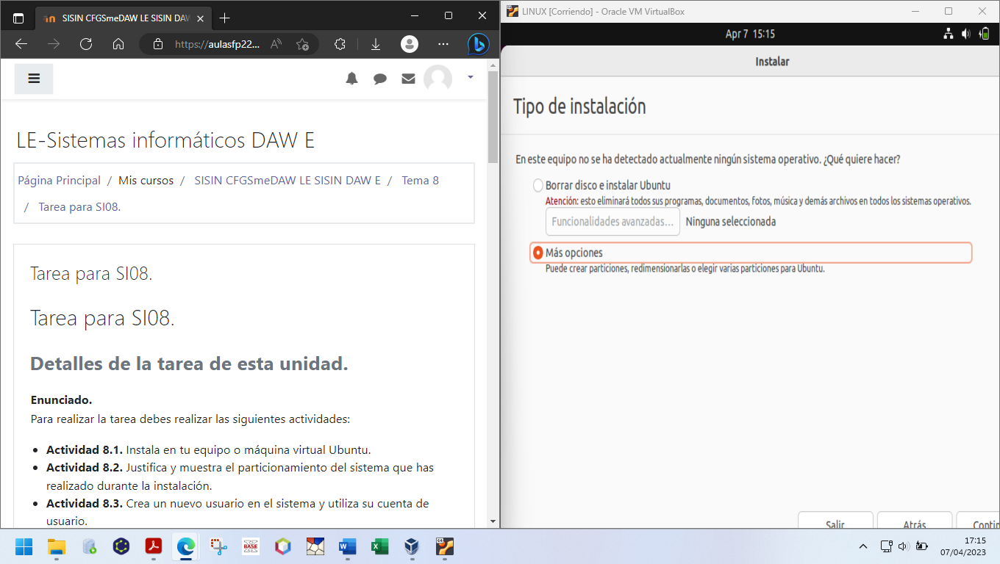 SISIN CFGSmeDAW LE SISIN DAW
https://aulasfp22...
LE-Sistemas informáticos DAW E
Página Principal / Mis cursos / SISIN CFGSmeDAW LE SISIN DAW E / Tema 8
/ Tarea para SI08.
Tarea para SI08.
Tarea para SI08.
Detalles de la tarea de esta unidad.
Enunciado.
Para realizar la tarea debes realizar las siguientes actividades:
• Actividad 8.1. Instala en tu equipo o máquina virtual Ubuntu.
• Actividad 8.2. Justifica y muestra el particionamiento del sistema que has
realizado durante la instalación.
• Actividad 8.3. Crea un nuevo usuario en el sistema y utiliza su cuenta de
usuario.
LINUX [Corriendo] - Oracle VM VirtualBox
Apr 7 15:15
Instalar
Tipo de instalación
En este equipo no se ha detectado actualmente ningún sistema operativo. ¿Qué quiere hacer?
Borrar disco e instalar Ubuntu
Atención: esto eliminará todos sus programas, documentos, fotos, música y demás archivos en todos los sistemas operativos.
Funcionalidades avanzadas... Ninguna seleccionada
Más opciones
Puede crear particiones, redimensionarlas o elegir varias particiones para Ubuntu.
Salir Atrás Contin
BASE
64
17:15
07/04/2023